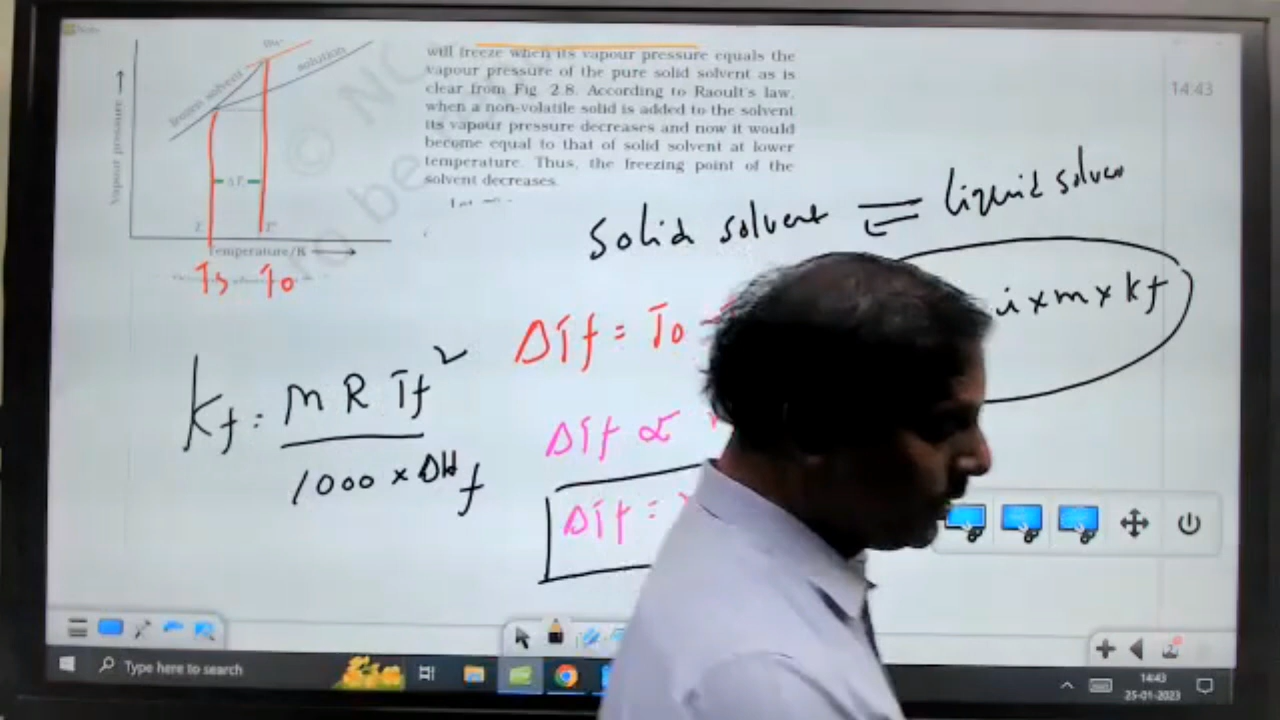 will freeze when its vapour pressure equals the
vapour pressure of the pure solid solvent as is
clear from Fig. 2.8. According to Raoult's law,
when a non-volatile solid is added to the solvent
its vapour pressure decreases and now it would
become equal to that of solid solvent at lower
temperature. Thus, the freezing point of the
solvent decreases.
14:43
Vapour pressure
frozen solvent
solution
ΔTf
Temperature/K
Ts To
Solid solvent ⇌ liquid solven
i × m × Kf
ΔTf = To -
Kf = M R Tf²
1000 × ΔHf
ΔTf ∝
ΔTf =
Type here to search
14:43
25-01-2023